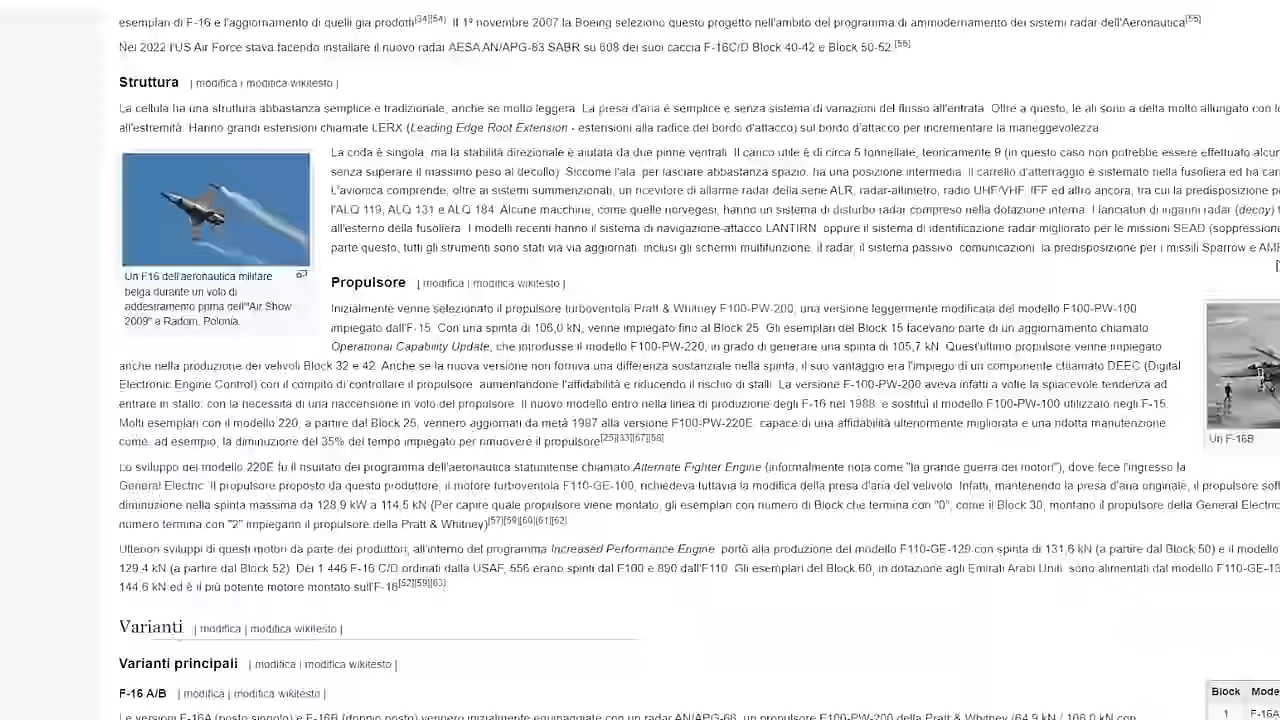 esemplari di F-16 e l'aggiornamento di quelli già prodotti[34][54]. Il 1º novembre 2007 la Boeing selezionò questo progetto nell'ambito del programma di ammodernamento dei sistemi radar dell'Aeronautica[55].
Nel 2022 l'US Air Force stava facendo installare il nuovo radar AESA AN/APG-83 SABR su 608 dei suoi caccia F-16C/D Block 40-42 e Block 50-52.[56]
Struttura [ modifica | modifica wikitesto ]
La cellula ha una struttura abbastanza semplice e tradizionale, anche se molto leggera. La presa d'aria è semplice e senza sistema di variazioni del flusso all'entrata. Oltre a questo, le ali sono a delta molto allungato con
all'estremità. Hanno grandi estensioni chiamate LERX (Leading Edge Root Extension - estensioni alla radice del bordo d'attacco) sul bordo d'attacco per incrementare la maneggevolezza.
La coda è singola, ma la stabilità direzionale è aiutata da due pinne ventrali. Il carico utile è di circa 5 tonnellate, teoricamente 9 (in questo caso non potrebbe essere effettuato
senza superare il massimo peso al decollo). Siccome l'ala, per lasciare abbastanza spazio, ha una posizione intermedia. Il carrello d'atterraggio è sistemato nella fusoliera ed ha
L'avionica comprende, oltre ai sistemi summenzionati, un ricevitore di allarme radar della serie ALR, radar-altimetro, radio UHF/VHF, IFF ed altro ancora, tra cui la predisposizione
l'ALQ 119, ALQ 131 e ALQ 184. Alcune macchine, come quelle norvegesi, hanno un sistema di disturbo radar compreso nella dotazione interna. I lanciatori di inganni radar (decoy)
all'esterno della fusoliera. I modelli recenti hanno il sistema di navigazione-attacco LANTIRN, oppure il sistema di identificazione radar migliorato per le missioni SEAD (soppressione
parte questo, tutti gli strumenti sono stati via via aggiornati, inclusi gli schermi multifunzione, il radar, il sistema passivo, comunicazioni, la predisposizione per i missili Sparrow e
Un F16 dell'aeronautica militare
belga durante un volo di
addestramento prima dell'"Air Show
2009" a Radom, Polonia.
Propulsore [ modifica | modifica wikitesto ]
Inizialmente venne selezionato il propulsore turboventola Pratt & Whitney F100-PW-200, una versione leggermente modificata del modello F100-PW-100
impiegato dall'F-15. Con una spinta di 106,0 kN, venne impiegato fino al Block 25. Gli esemplari del Block 15 facevano parte di un aggiornamento chiamato
Operational Capability Update, che introdusse il modello F100-PW-220, in grado di generare una spinta di 105,7 kN. Quest'ultimo propulsore venne impiegato
anche nella produzione dei velivoli Block 32 e 42. Anche se la nuova versione non forniva una differenza sostanziale nella spinta, il suo vantaggio era l'impiego di un componente chiamato DEEC (Digital
Electronic Engine Control) con il compito di controllare il propulsore, aumentandone l'affidabilità e riducendo il rischio di stalli. La versione F-100-PW-200 aveva infatti a volte la spiacevole tendenza ad
entrare in stallo, con la necessità di una riaccensione in volo del propulsore. Il nuovo modello entrò nella linea di produzione degli F-16 nel 1988, e sostituì il modello F100-PW-100 utilizzato negli F-15.
Molti esemplari con il modello 220, a partire dal Block 25, vennero aggiornati da metà 1997 alla versione F100-PW-220E, capace di una affidabilità ulteriormente migliorata e una ridotta manutenzione
come, ad esempio, la diminuzione del 35% del tempo impiegato per rimuovere il propulsore[25][33][57][58].
Un F-16B
Lo sviluppo del modello 220E fu il risultato del programma dell'aeronautica statunitense chiamato Alternate Fighter Engine (informalmente nota come "la grande guerra dei motori"), dove fece l'ingresso la
General Electric. Il propulsore proposto da questo produttore, il motore turboventola F110-GE-100, richiedeva tuttavia la modifica della presa d'aria del velivolo. Infatti, mantenendo la presa d'aria originale, il propulsore
diminuzione nella spinta massima da 128,9 kW a 114,5 kN (Per capire quale propulsore viene montato, gli esemplari con numero di Block che termina con "0", come il Block 30, montano il propulsore della General
numero termina con "2" impiegano il propulsore della Pratt & Whitney)[57][59][60][61][62].
Ulteriori sviluppi di questi motori da parte dei produttori, all'interno del programma Increased Performance Engine, portò alla produzione del modello F110-GE-129 con spinta di 131,6 kN (a partire dal Block 50) e il modello
129,4 kN (a partire dal Block 52). Dei 1 446 F-16 C/D ordinati dalla USAF, 556 erano spinti dal F100 e 890 dall'F110. Gli esemplari del Block 60, in dotazione agli Emirati Arabi Uniti, sono alimentati dal modello
144,6 kN ed è il più potente motore montato sull'F-16[52][59][63].
Varianti [ modifica | modifica wikitesto ]
Varianti principali [ modifica | modifica wikitesto ]
F-16 A/B [ modifica | modifica wikitesto ]
Block
1 F-16A
Le versioni F-16A (posto singolo) e F-16B (doppio posto) vennero inizialmente equipaggiate con un radar AN/APG-66, un propulsore F100-PW-200 della Pratt & Whitney (64,9 kN / 106,0 kN con